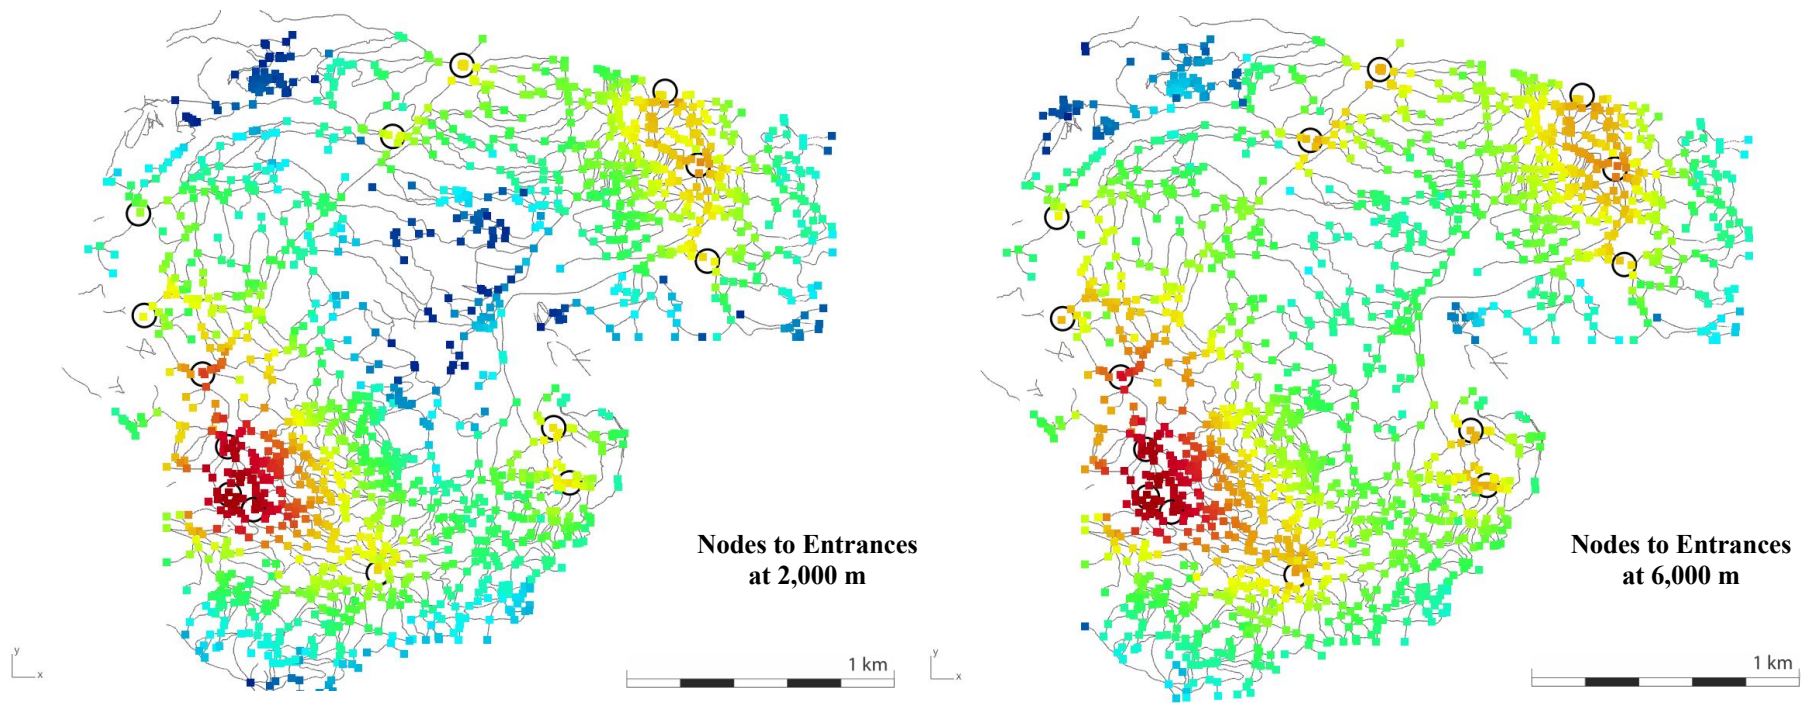 Nodes to Entrances
at 2,000 m
y
x
1 km
Nodes to Entrances
at 6,000 m
y
x
1 km